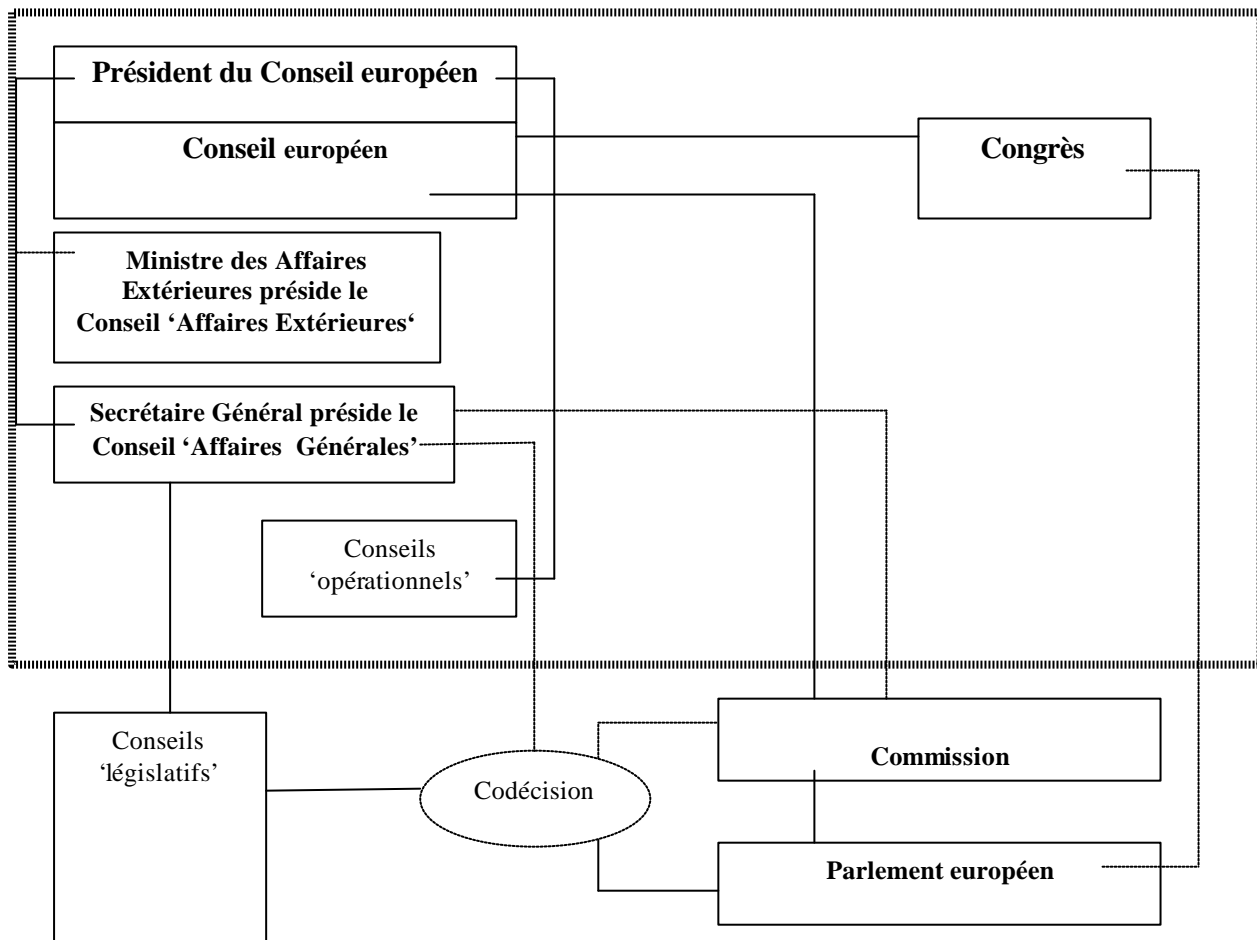 Président du Conseil européen
Conseil européen
Congrès
Ministre des Affaires
Extérieures préside le
Conseil ‘Affaires Extérieures‘
Secrétaire Général préside le
Conseil ‘Affaires Générales’
Conseils
‘opérationnels’
Conseils
‘législatifs’
Codécision
Commission
Parlement européen